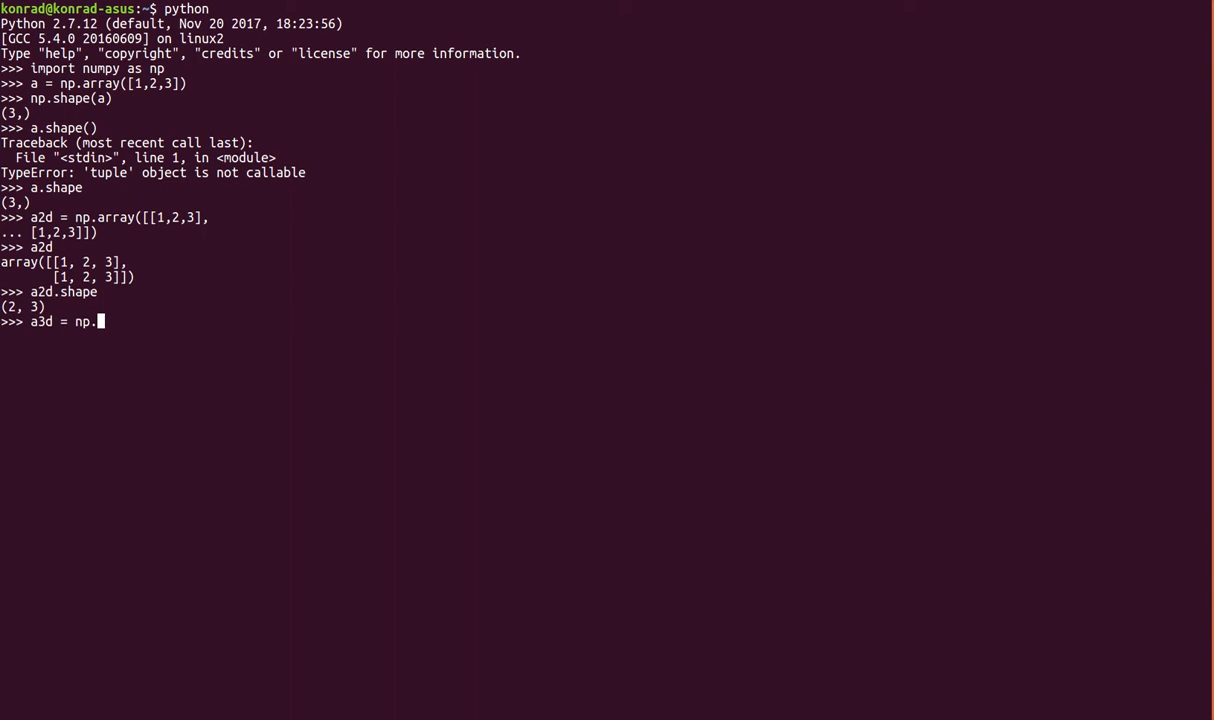 konrad@konrad-asus:~$ python
Python 2.7.12 (default, Nov 20 2017, 18:23:56)
[GCC 5.4.0 20160609] on linux2
Type "help", "copyright", "credits" or "license" for more information.
>>> import numpy as np
>>> a = np.array([1,2,3])
>>> np.shape(a)
(3,)
>>> a.shape()
Traceback (most recent call last):
  File "<stdin>", line 1, in <module>
TypeError: 'tuple' object is not callable
>>> a.shape
(3,)
>>> a2d = np.array([[1,2,3],
... [1,2,3]])
>>> a2d
array([[1, 2, 3],
       [1, 2, 3]])
>>> a2d.shape
(2, 3)
>>> a3d = np.